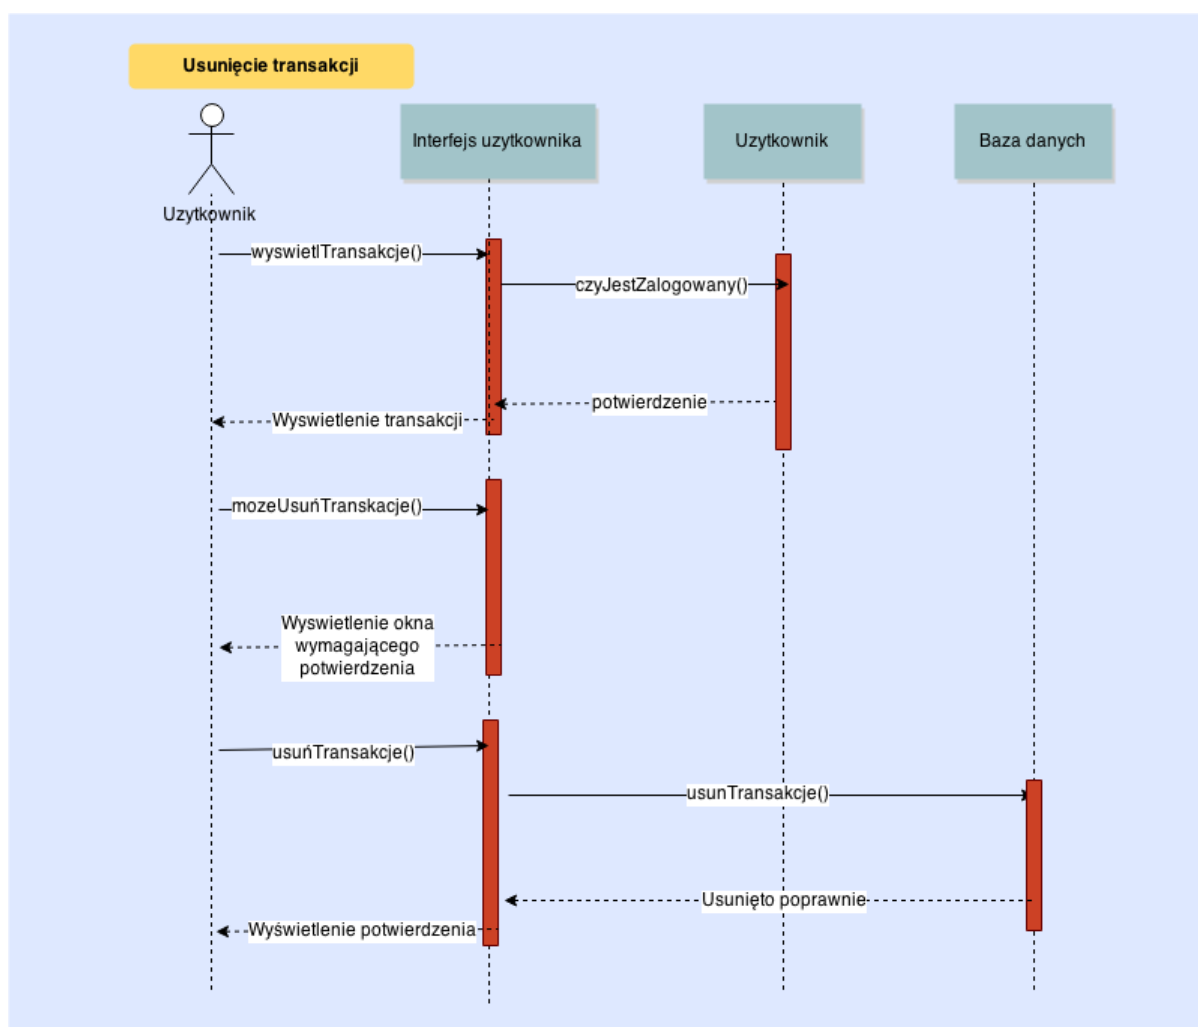 Usunięcie transakcji
Interfejs uzytkownika
Uzytkownik
Baza danych
Uzytkownik
wyswietlTransakcje()
czyJestZalogowany()
potwierdzenie
Wyswietlenie transakcji
mozeUsuńTranskacje()
Wyswietlenie okna
wymagającego
potwierdzenia
usuńTransakcje()
usunTransakcje()
Usunięto poprawnie
Wyświetlenie potwierdzenia